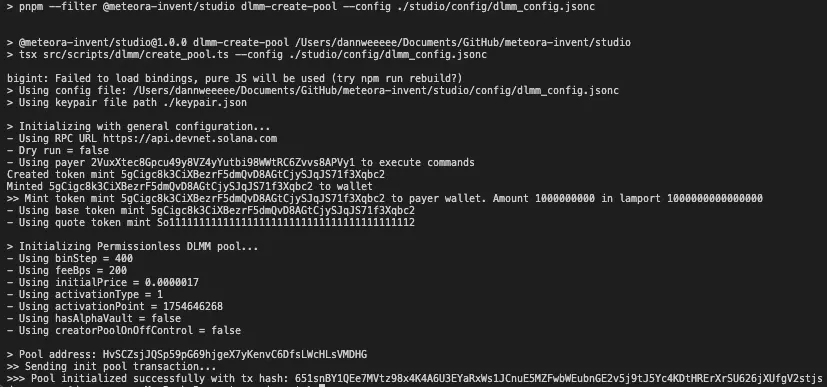 > pnpm --filter @meteora-invent/studio dlmm-create-pool --config ./studio/config/dlmm_config.jsonc
> @meteora-invent/studio@1.0.0 dlmm-create-pool /Users/dannweeeee/Documents/GitHub/meteora-invent/studio
> tsx src/scripts/dlmm/create_pool.ts --config ./studio/config/dlmm_config.jsonc
bigint: Failed to load bindings, pure JS will be used (try npm run rebuild?)
> Using config file: /Users/dannweeeee/Documents/GitHub/meteora-invent/studio/config/dlmm_config.jsonc
> Using keypair file path ./keypair.json
> Initializing with general configuration...
- Using RPC URL https://api.devnet.solana.com
- Dry run = false
- Using payer 2VuxXtec8Gpcu49y8VZ4yYutbi98WWtRC6Zvvs8APVy1 to execute commands
Created token mint 5gCigc8k3CiXBezrF5dmQvD8AGtCjySJqJS71f3Xqbc2
Minted 5gCigc8k3CiXBezrF5dmQvD8AGtCjySJqJS71f3Xqbc2 to wallet
>> Mint token mint 5gCigc8k3CiXBezrF5dmQvD8AGtCjySJqJS71f3Xqbc2 to payer wallet. Amount 1000000000 in lamport 1000000000000000
- Using base token mint 5gCigc8k3CiXBezrF5dmQvD8AGtCjySJqJS71f3Xqbc2
- Using quote token mint So11111111111111111111111111111111111111112
> Initializing Permissionless DLMM pool...
- Using binStep = 400
- Using feeBps = 200
- Using initialPrice = 0.0000017
- Using activationType = 1
- Using activationPoint = 1754646268
- Using hasAlphaVault = false
- Using creatorPoolOnOffControl = false
> Pool address: HvSCZsjJQSp59pG69hjgeX7yKenvC6DfsLWcHLsVMDHG
>> Sending init pool transaction...
>>> Pool initialized successfully with tx hash: 651snBY1QEe7MVtz98x4K4A6U3EYaRxWs1JCnuE5MZFwbWEubnGE2v5j9tJ5Yc4KDtHRErXrSU626jXUfgV2stjs